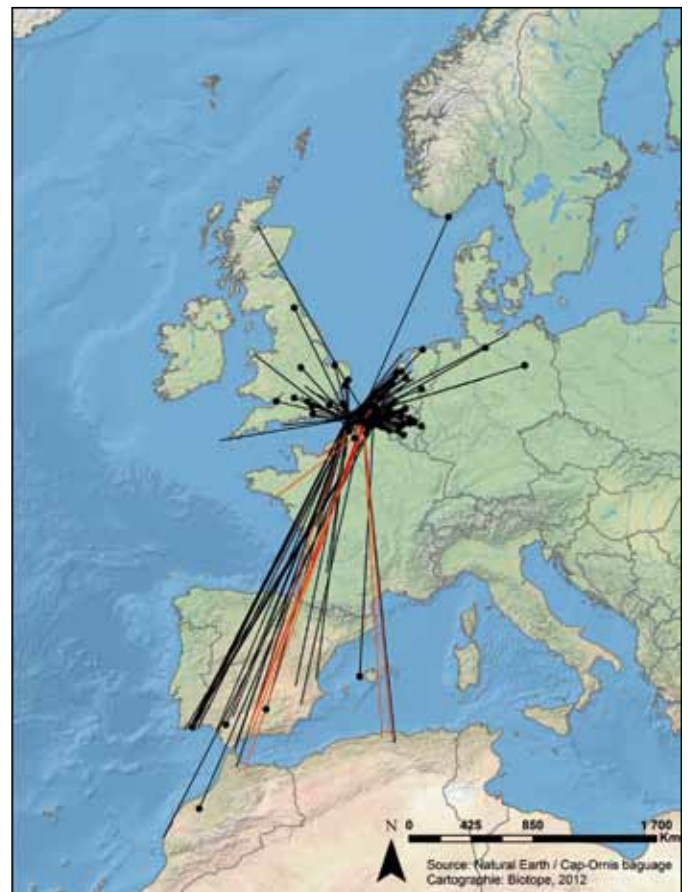 N
0 425 850 1 700
Km
Source: Natural Earth / Cap-Ornis baguage
Cartographie: Biotope, 2012